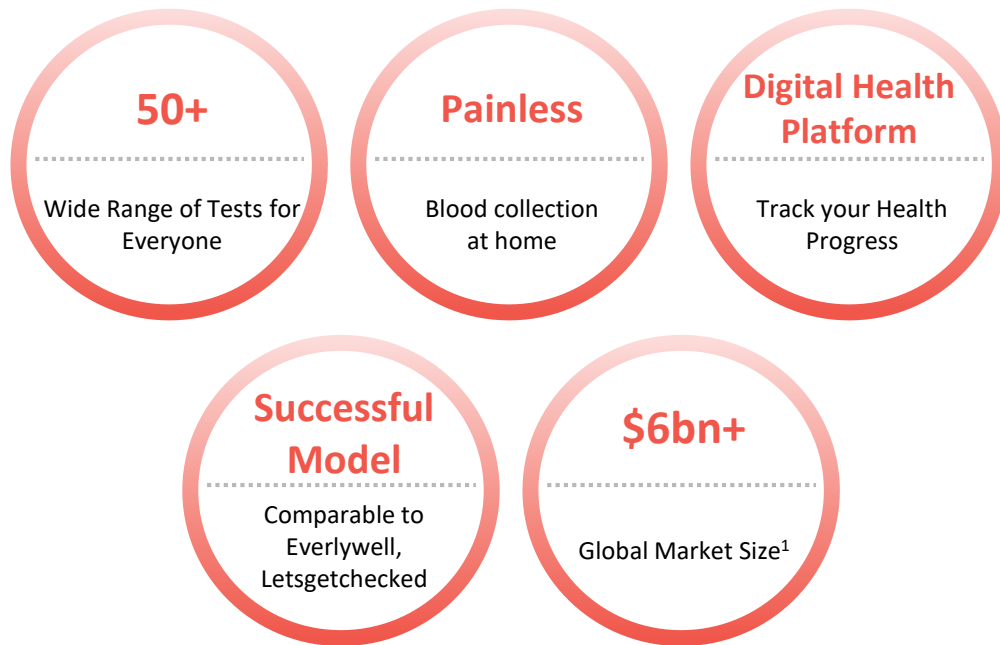 50+
Wide Range of Tests for
Everyone
Painless
Blood collection
at home
Digital Health
Platform
Track your Health
Progress
Successful
Model
Comparable to
Everlywell,
Letsgetchecked
$6bn+
Global Market Size¹